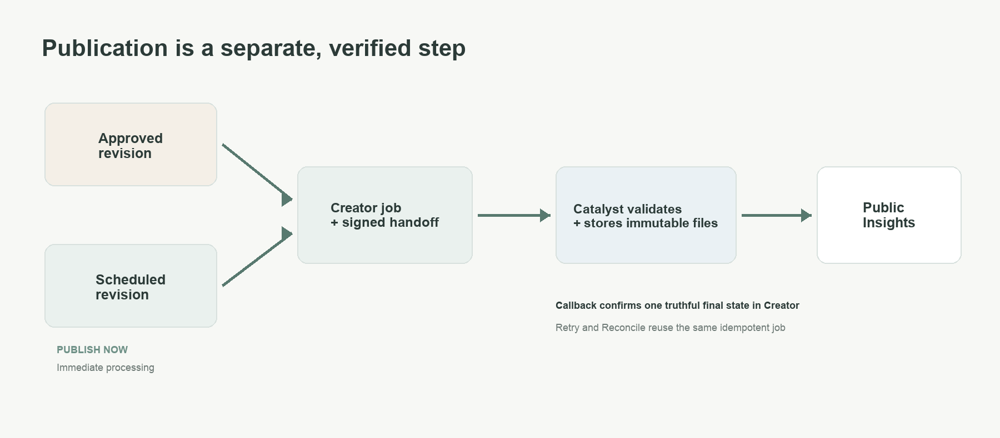 Publication is a separate, verified step
Approved
revision
Scheduled
revision
PUBLISH NOW
Immediate processing
Creator job
+ signed handoff
Catalyst validates
+ stores immutable files
Callback confirms one truthful final state in Creator
Retry and Reconcile reuse the same idempotent job
Public
Insights